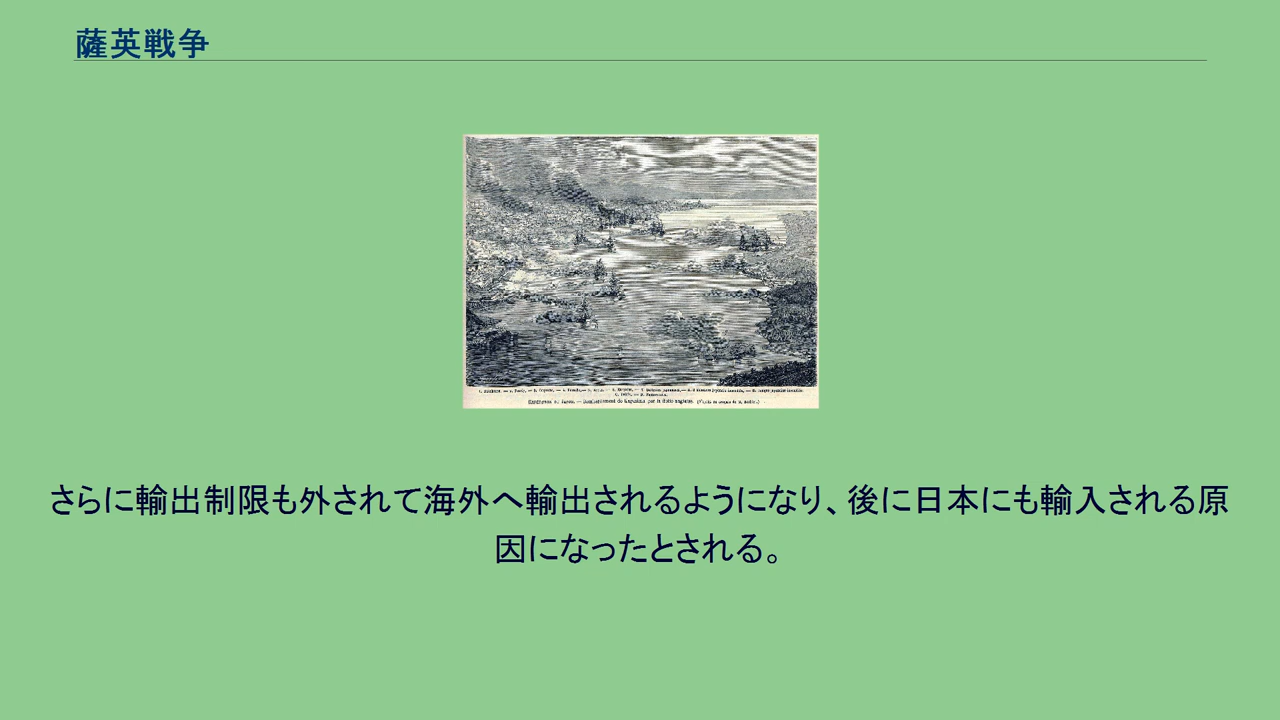 薩英戦争
さらに輸出制限も外されて海外へ輸出されるようになり、後に日本にも輸入される原
因になったとされる。